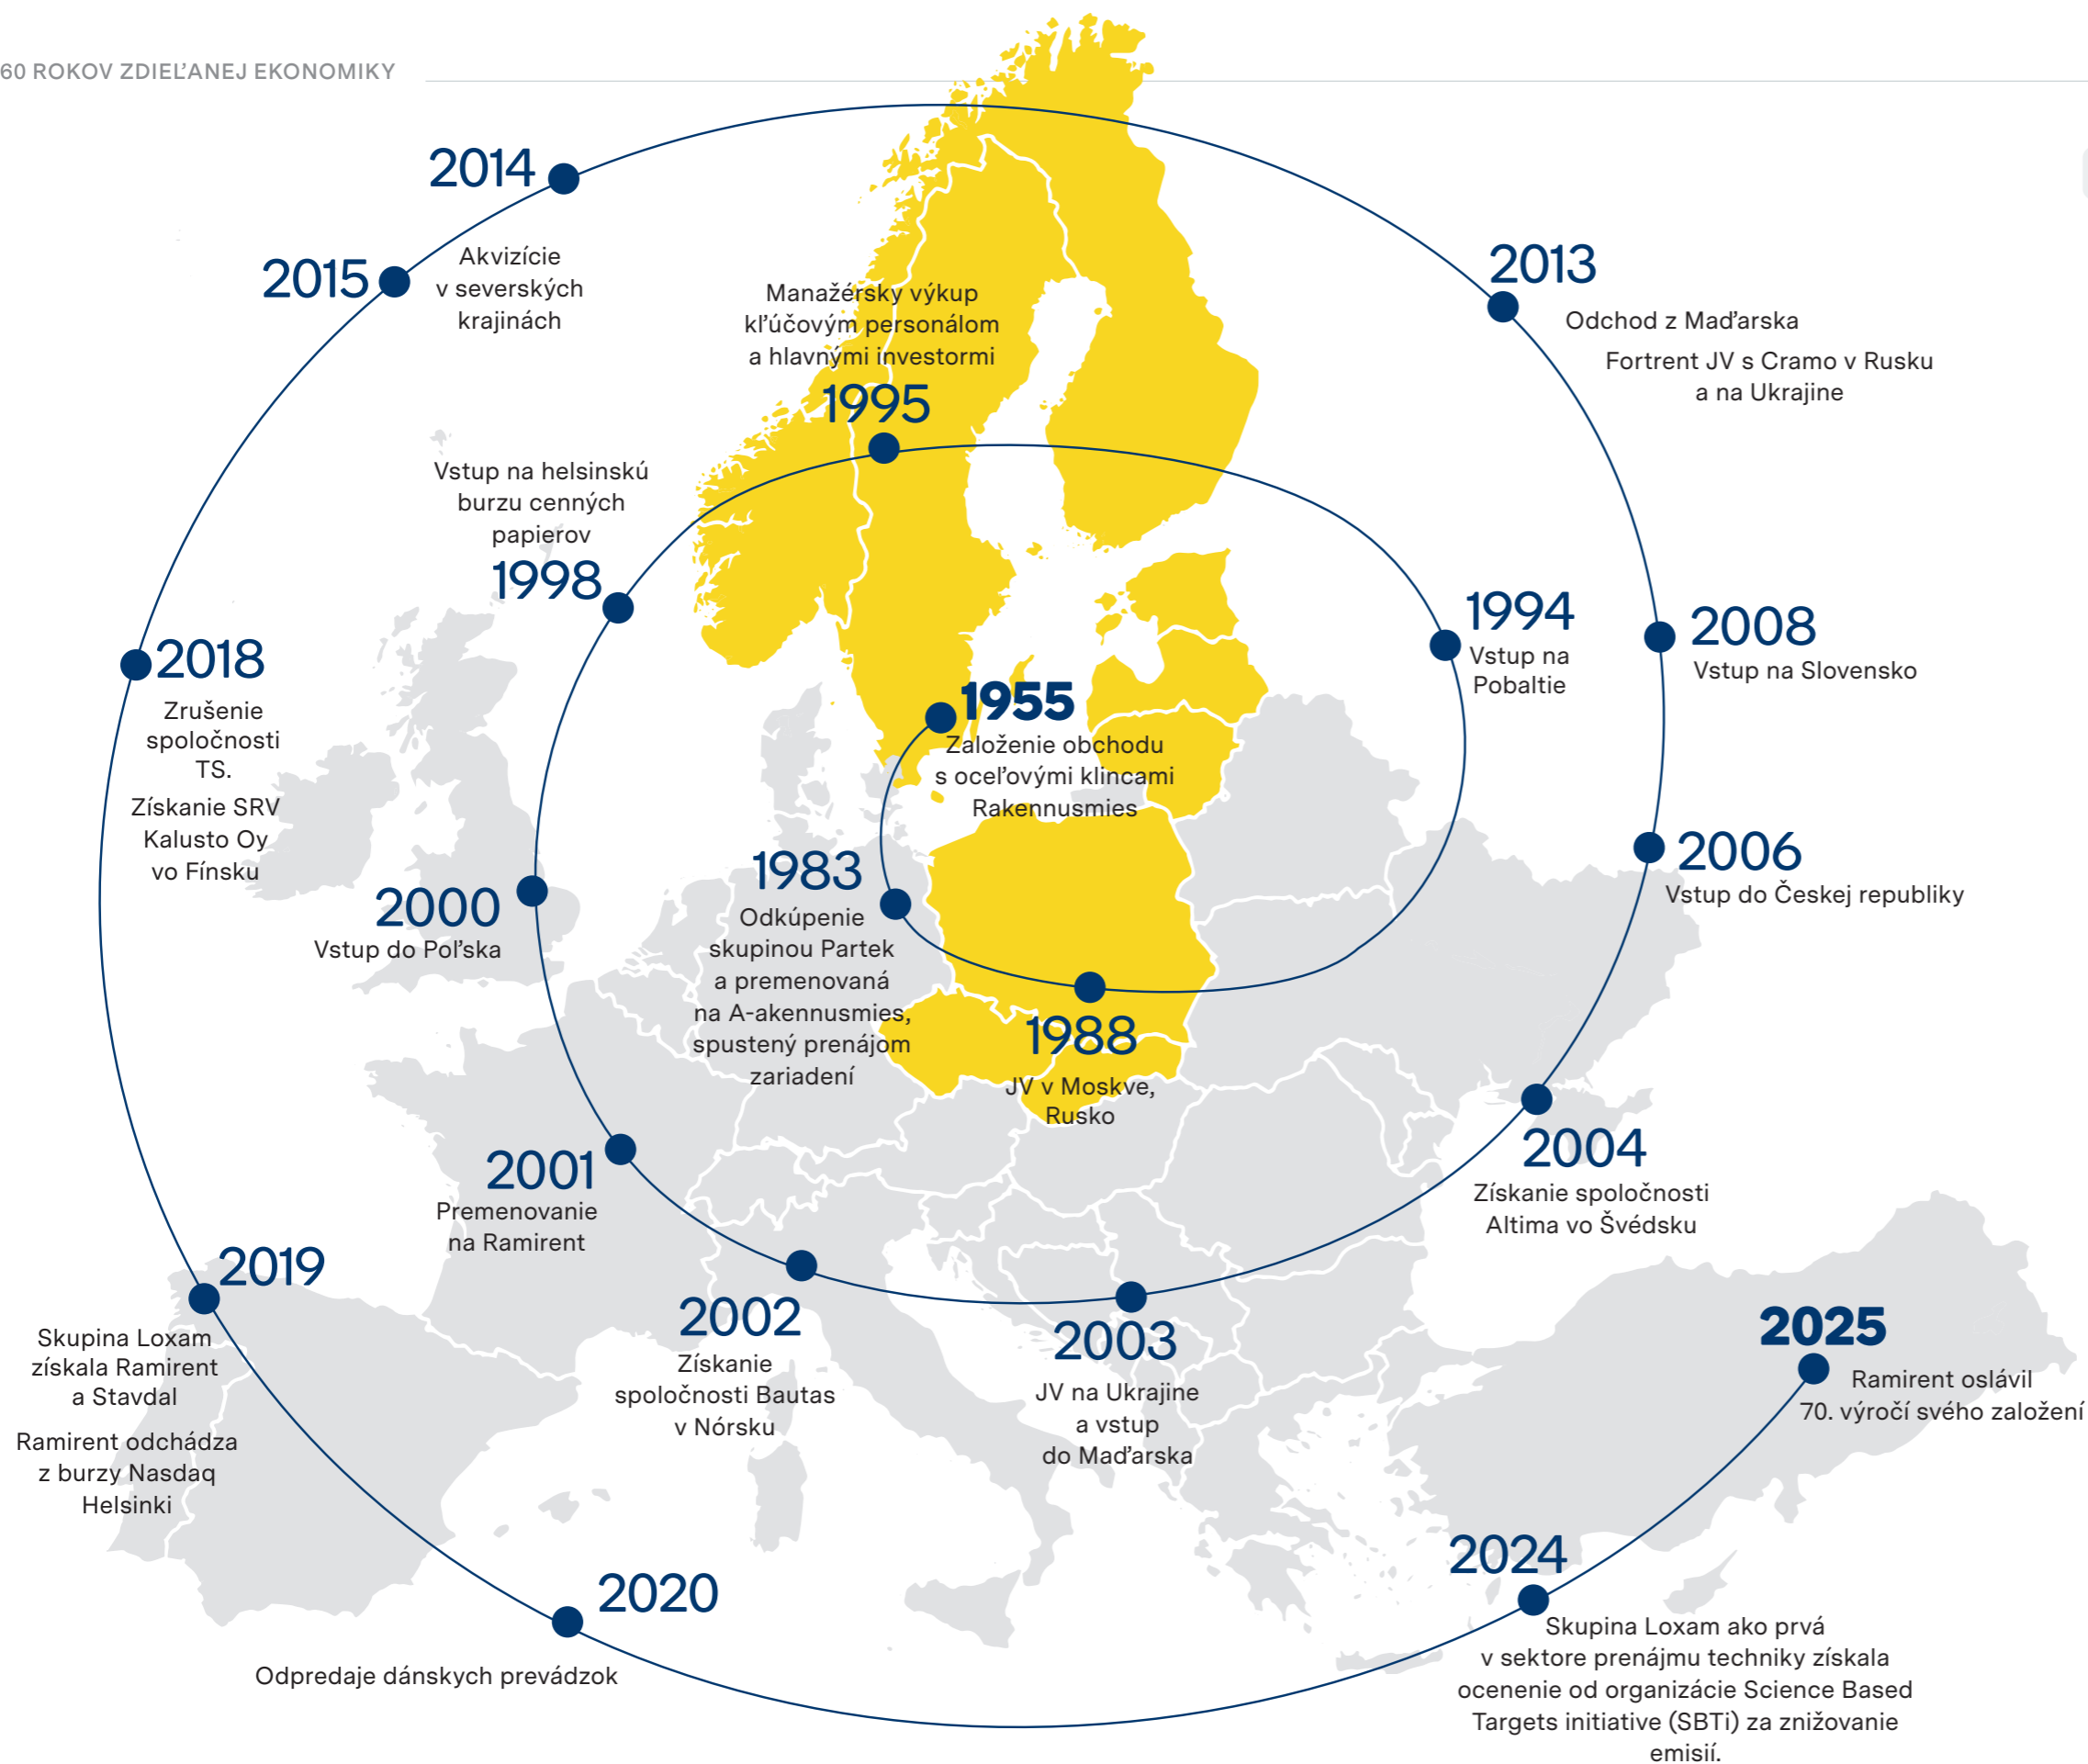 60 ROKOV ZDIEĽANEJ EKONOMIKY
1955
Založenie obchodu
s oceľovými klincami
Rakennusmies
1983
Odkúpenie
skupinou Partek
a premenovaná
na A-akennusmies,
spustený prenájom
zariadení
1988
JV v Moskve,
Rusko
1994
Vstup na
Pobaltie
Manažérsky výkup
kľúčovým personálom
a hlavnými investormi
1995
Vstup na helsinskú
burzu cenných
papierov
1998
2000
Vstup do Poľska
2001
Premenovanie
na Ramirent
2002
Získanie
spoločnosti Bautas
v Nórsku
2003
JV na Ukrajine
a vstup
do Maďarska
2004
Získanie spoločnosti
Altima vo Švédsku
2006
Vstup do Českej republiky
2008
Vstup na Slovensko
2013
Odchod z Maďarska
Fortrent JV s Cramo v Rusku
a na Ukrajine
2014
2015
Akvizície
v severských
krajinách
2018
Zrušenie
spoločnosti
TS.
Získanie SRV
Kalusto Oy
vo Fínsku
2019
Skupina Loxam
získala Ramirent
a Stavdal
Ramirent odchádza
z burzy Nasdaq
Helsinki
2020
Odpredaje dánskych prevádzok
2024
Skupina Loxam ako prvá
v sektore prenájmu techniky získala
ocenenie od organizácie Science Based
Targets initiative (SBTi) za znižovanie
emisií.
2025
Ramirent oslávil
70. výročí svého založení